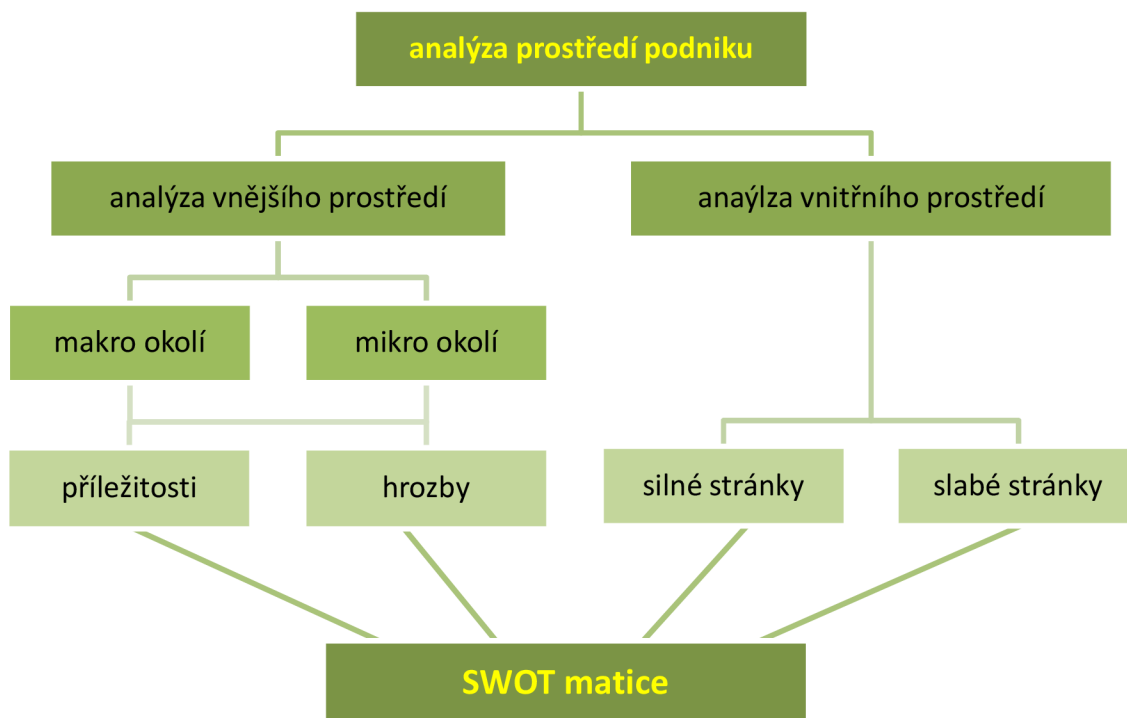 analýza prostředí podniku
analýza vnějšího prostředí
anaýlza vnitřního prostředí
makro okolí
mikro okolí
příležitosti
hrozby
silné stránky
slabé stránky
SWOT matice